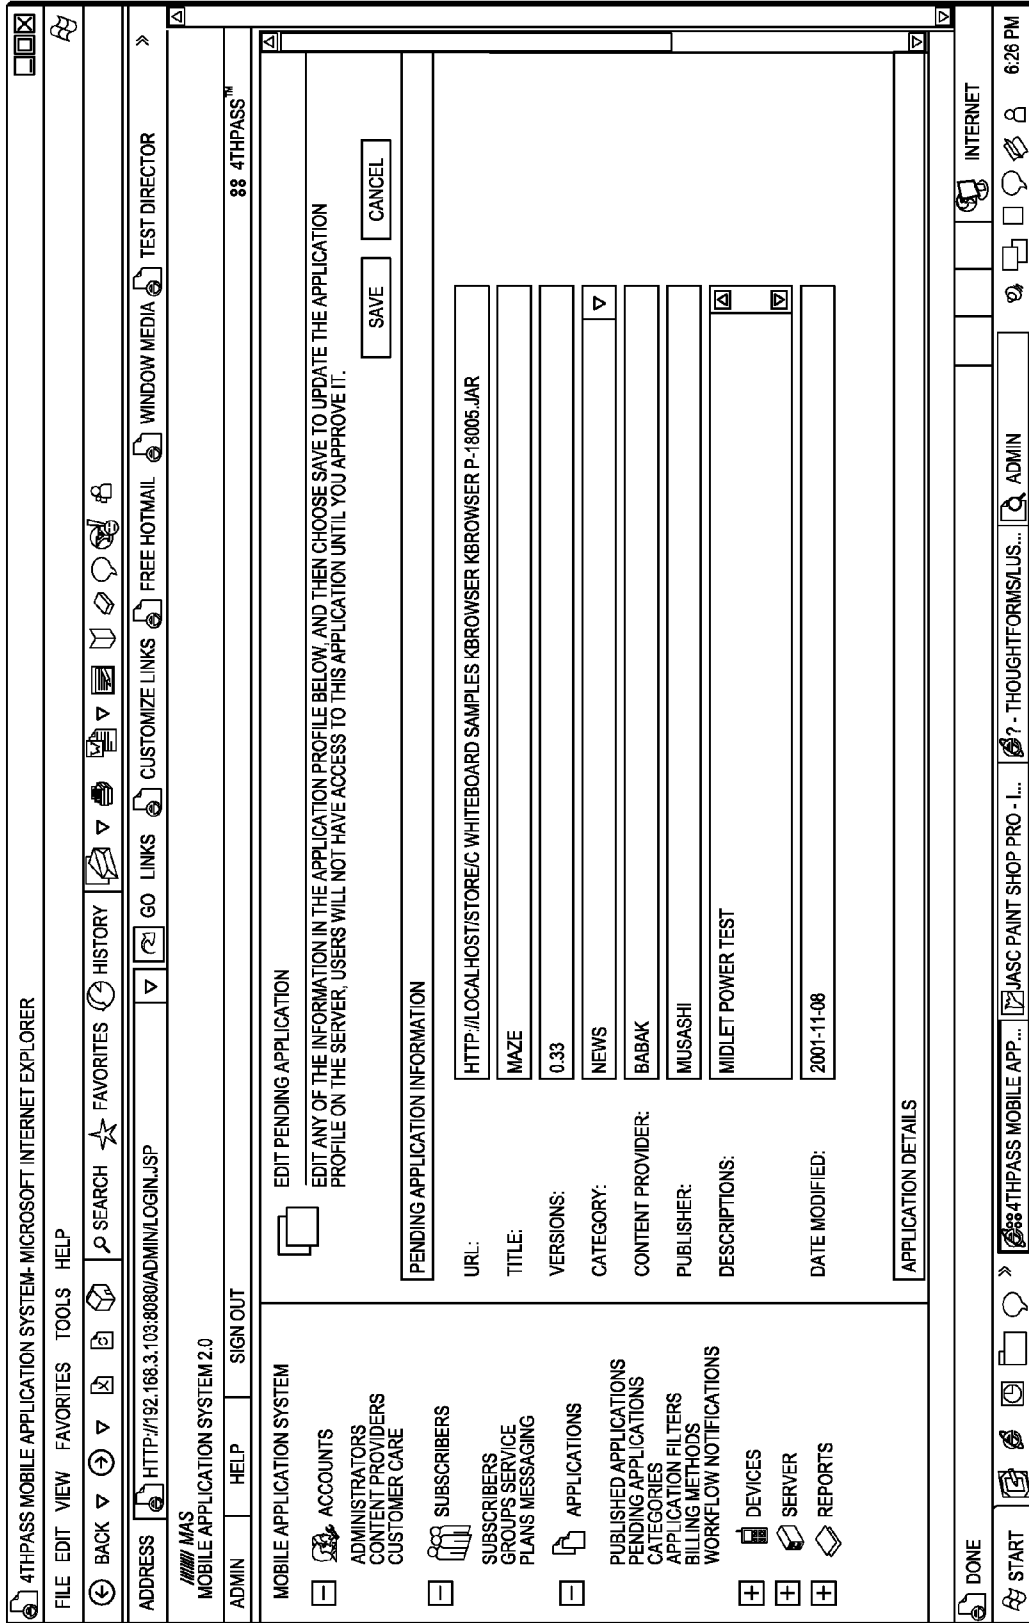 4THPASS MOBILE APPLICATION SYSTEM- MICROSOFT INTERNET EXPLORER
FILE EDIT VIEW FAVORITES TOOLS HELP
BACK SEARCH FAVORITES HISTORY
ADDRESS HTTP://192.168.3.103:8080/ADMIN/LOGIN.JSP GO LINKS CUSTOMIZE LINKS FREE HOTMAIL WINDOW MEDIA TEST DIRECTOR »
MAS
MOBILE APPLICATION SYSTEM 2.0
ADMIN HELP SIGN OUT 88 4THPASS™
MOBILE APPLICATION SYSTEM
ACCOUNTS
ADMINISTRATORS
CONTENT PROVIDERS
CUSTOMER CARE
SUBSCRIBERS
SUBSCRIBERS
GROUPS SERVICE
PLANS MESSAGING
APPLICATIONS
PUBLISHED APPLICATIONS
PENDING APPLICATIONS
CATEGORIES
APPLICATION FILTERS
BILLING METHODS
WORKFLOW NOTIFICATIONS
DEVICES
SERVER
REPORTS
EDIT PENDING APPLICATION
EDIT ANY OF THE INFORMATION IN THE APPLICATION PROFILE BELOW, AND THEN CHOOSE SAVE TO UPDATE THE APPLICATION
PROFILE ON THE SERVER, USERS WILL NOT HAVE ACCESS TO THIS APPLICATION UNTIL YOU APPROVE IT.
SAVE CANCEL
PENDING APPLICATION INFORMATION
URL: HTTP://LOCALHOST/STORE/C WHITEBOARD SAMPLES KBROWSER KBROWSER P-18005.JAR
TITLE: MAZE
VERSIONS: 0.33
CATEGORY: NEWS
CONTENT PROVIDER: BABAK
PUBLISHER: MUSASHI
DESCRIPTIONS: MIDLET POWER TEST
DATE MODIFIED: 2001-11-08
APPLICATION DETAILS
DONE INTERNET
START » 884THPASS MOBILE APP... JASC PAINT SHOP PRO - I... ? - THOUGHTFORMS/LUS... ADMIN 6:26 PM